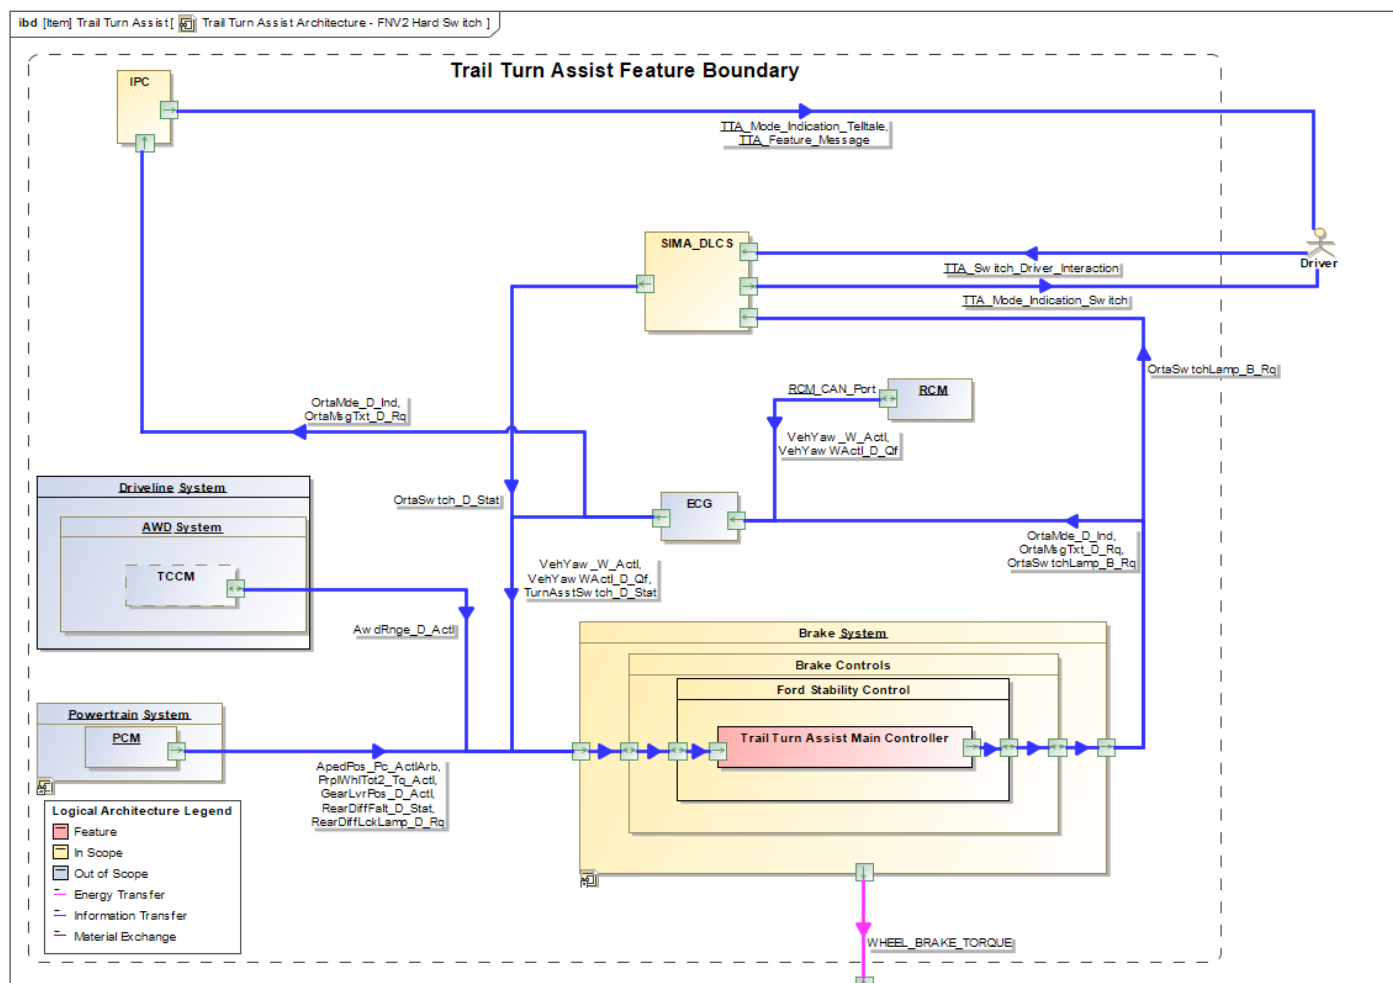 ibd [Item] Trail Turn Assist [ Trail Turn Assist Architecture - FNV2 Hard Switch ]
Trail Turn Assist Feature Boundary
IPC
TTA_Mode_Indication_Telltale,
TTA_Feature_Message
SIMA_DLCS
TTA_Switch_Driver_Interaction
Driver
TTA_Mode_Indication_Switch
OrtaSwitchLamp_B_Rq
RCM_CAN_Port
RCM
OrtaMde_D_Ind,
OrtaMsgTxt_D_Rq
VehYaw_W_Actl,
VehYawWActl_D_Qf
Driveline System
AWD System
TCCM
OrtaSwitch_D_Stat
ECG
OrtaMde_D_Ind,
OrtaMsgTxt_D_Rq,
OrtaSwitchLamp_B_Rq
VehYaw_W_Actl,
VehYawWActl_D_Qf,
TurnAsstSwitch_D_Stat
AwdRnge_D_Actl
Brake System
Brake Controls
Ford Stability Control
Trail Turn Assist Main Controller
Powertrain System
PCM
ApedPos_Pc_ActlArb,
PrplWhlTot2_Tq_Actl,
GearLvrPos_D_Actl,
RearDiffFalt_D_Stat,
RearDiffLckLamp_D_Rq
Logical Architecture Legend
Feature
In Scope
Out of Scope
Energy Transfer
Information Transfer
Material Exchange
WHEEL_BRAKE_TORQUE